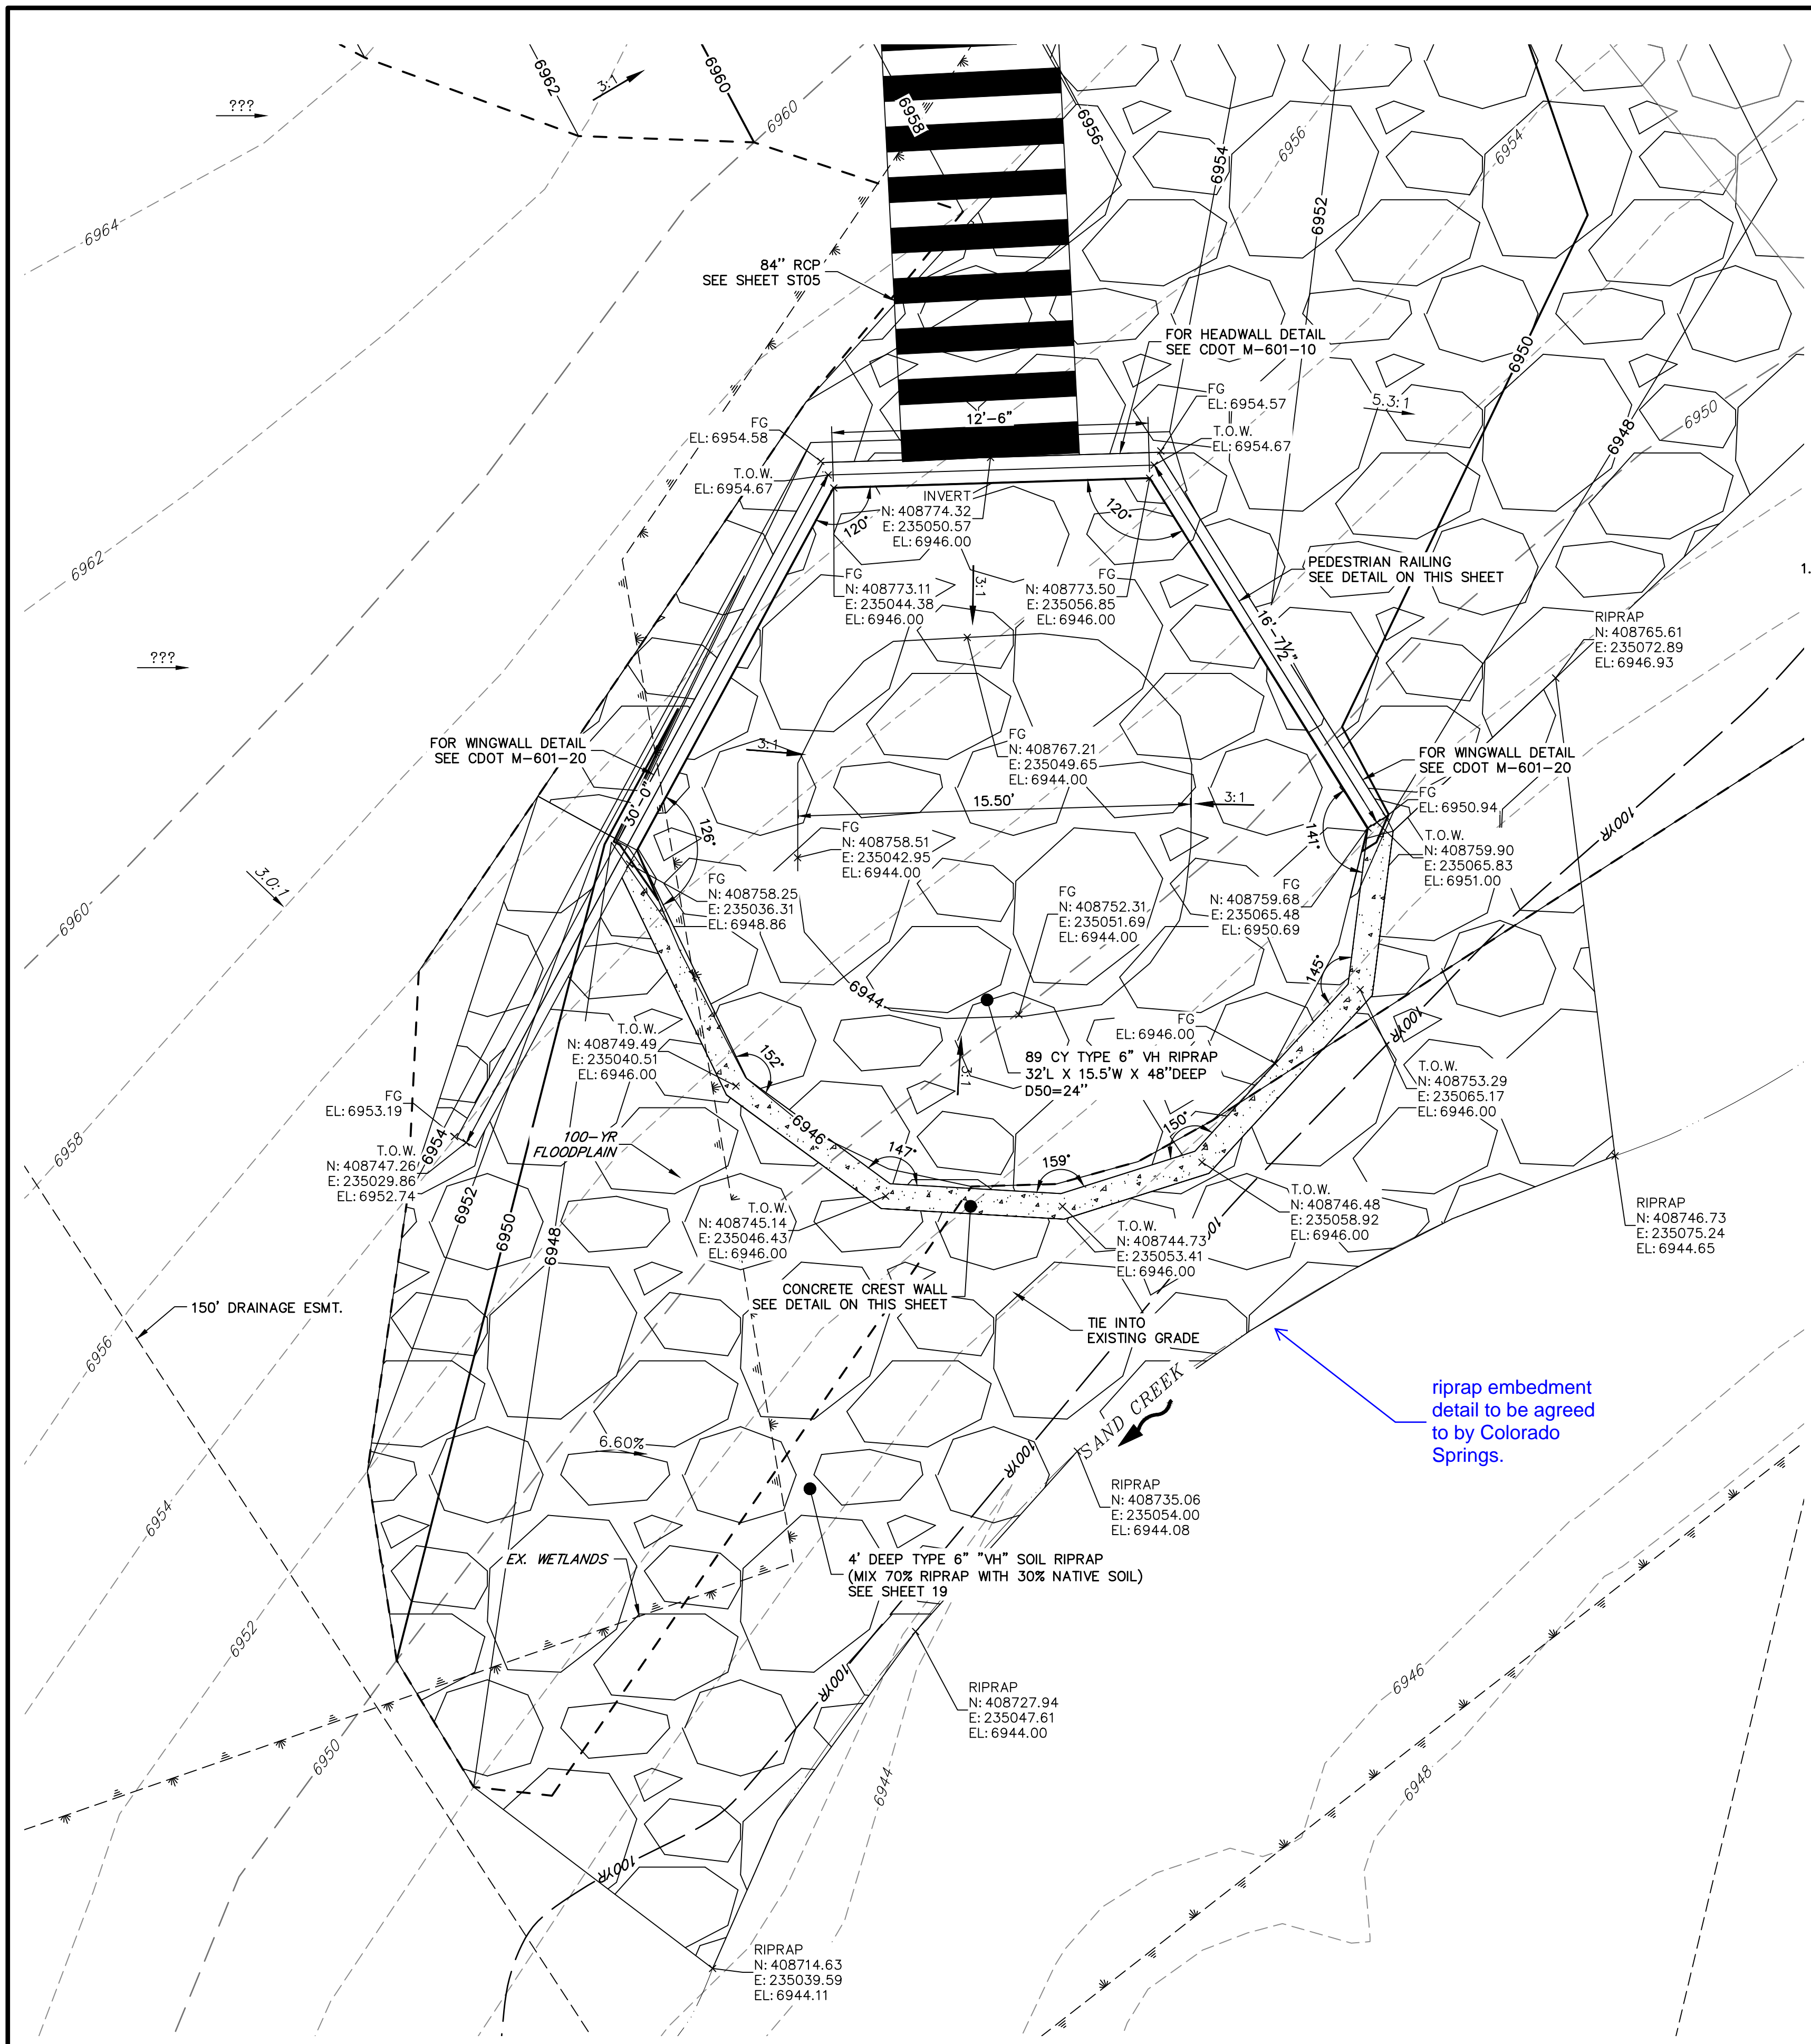 6962
3:1
6960
6960
???
6958
6956
6956
6954
6954
6952
6964
84" RCP
SEE SHEET ST05
FOR HEADWALL DETAIL
SEE CDOT M-601-10
6950
FG
EL: 6954.57
5.3:1
6950
6948
12'-6"
FG
EL: 6954.58
T.O.W.
EL: 6954.67
T.O.W.
EL: 6954.67
INVERT
N: 408774.32
E: 235050.57
EL: 6946.00
120°
120°
6962
PEDESTRIAN RAILING
SEE DETAIL ON THIS SHEET
1.
FG
N: 408773.11
E: 235044.38
EL: 6946.00
3:1
FG
N: 408773.50
E: 235056.85
EL: 6946.00
16'-7½"
RIPRAP
N: 408765.61
E: 235072.89
EL: 6946.93
???
FOR WINGWALL DETAIL
SEE CDOT M-601-20
3:1
FG
N: 408767.21
E: 235049.65
EL: 6944.00
FOR WINGWALL DETAIL
SEE CDOT M-601-20
15.50'
3:1
FG
EL: 6950.94
30'-0"
126°
141°
100YR
FG
N: 408758.51
E: 235042.95
EL: 6944.00
T.O.W.
N: 408759.90
E: 235065.83
EL: 6951.00
3.0:1
FG
N: 408758.25
E: 235036.31
EL: 6948.86
FG
N: 408752.31
E: 235051.69
EL: 6944.00
FG
N: 408759.68
E: 235065.48
EL: 6950.69
6960
6944
145°
100YR
T.O.W.
N: 408749.49
E: 235040.51
EL: 6946.00
152°
FG
EL: 6946.00
89 CY TYPE 6" VH RIPRAP
32'L X 15.5'W X 48"DEEP
D50=24"
3:1
T.O.W.
N: 408753.29
E: 235065.17
EL: 6946.00
FG
EL: 6953.19
6954
6958
100-YR
FLOODPLAIN
6946
147°
159°
150°
T.O.W.
N: 408747.26
E: 235029.86
EL: 6952.74
6952
6950
6948
T.O.W.
N: 408745.14
E: 235046.43
EL: 6946.00
T.O.W.
N: 408744.73
E: 235053.41
EL: 6946.00
T.O.W.
N: 408746.48
E: 235058.92
EL: 6946.00
RIPRAP
N: 408746.73
E: 235075.24
EL: 6944.65
150' DRAINAGE ESMT.
CONCRETE CREST WALL
SEE DETAIL ON THIS SHEET
TIE INTO
EXISTING GRADE
6956
SAND CREEK
riprap embedment
detail to be agreed
to by Colorado
Springs.
6.60%
100YR
RIPRAP
N: 408735.06
E: 235054.00
EL: 6944.08
6954
EX. WETLANDS
4' DEEP TYPE 6" "VH" SOIL RIPRAP
(MIX 70% RIPRAP WITH 30% NATIVE SOIL)
SEE SHEET 19
6952
100YR
RIPRAP
N: 408727.94
E: 235047.61
EL: 6944.00
6946
6950
6944
6948
100YR
RIPRAP
N: 408714.63
E: 235039.59
EL: 6944.11